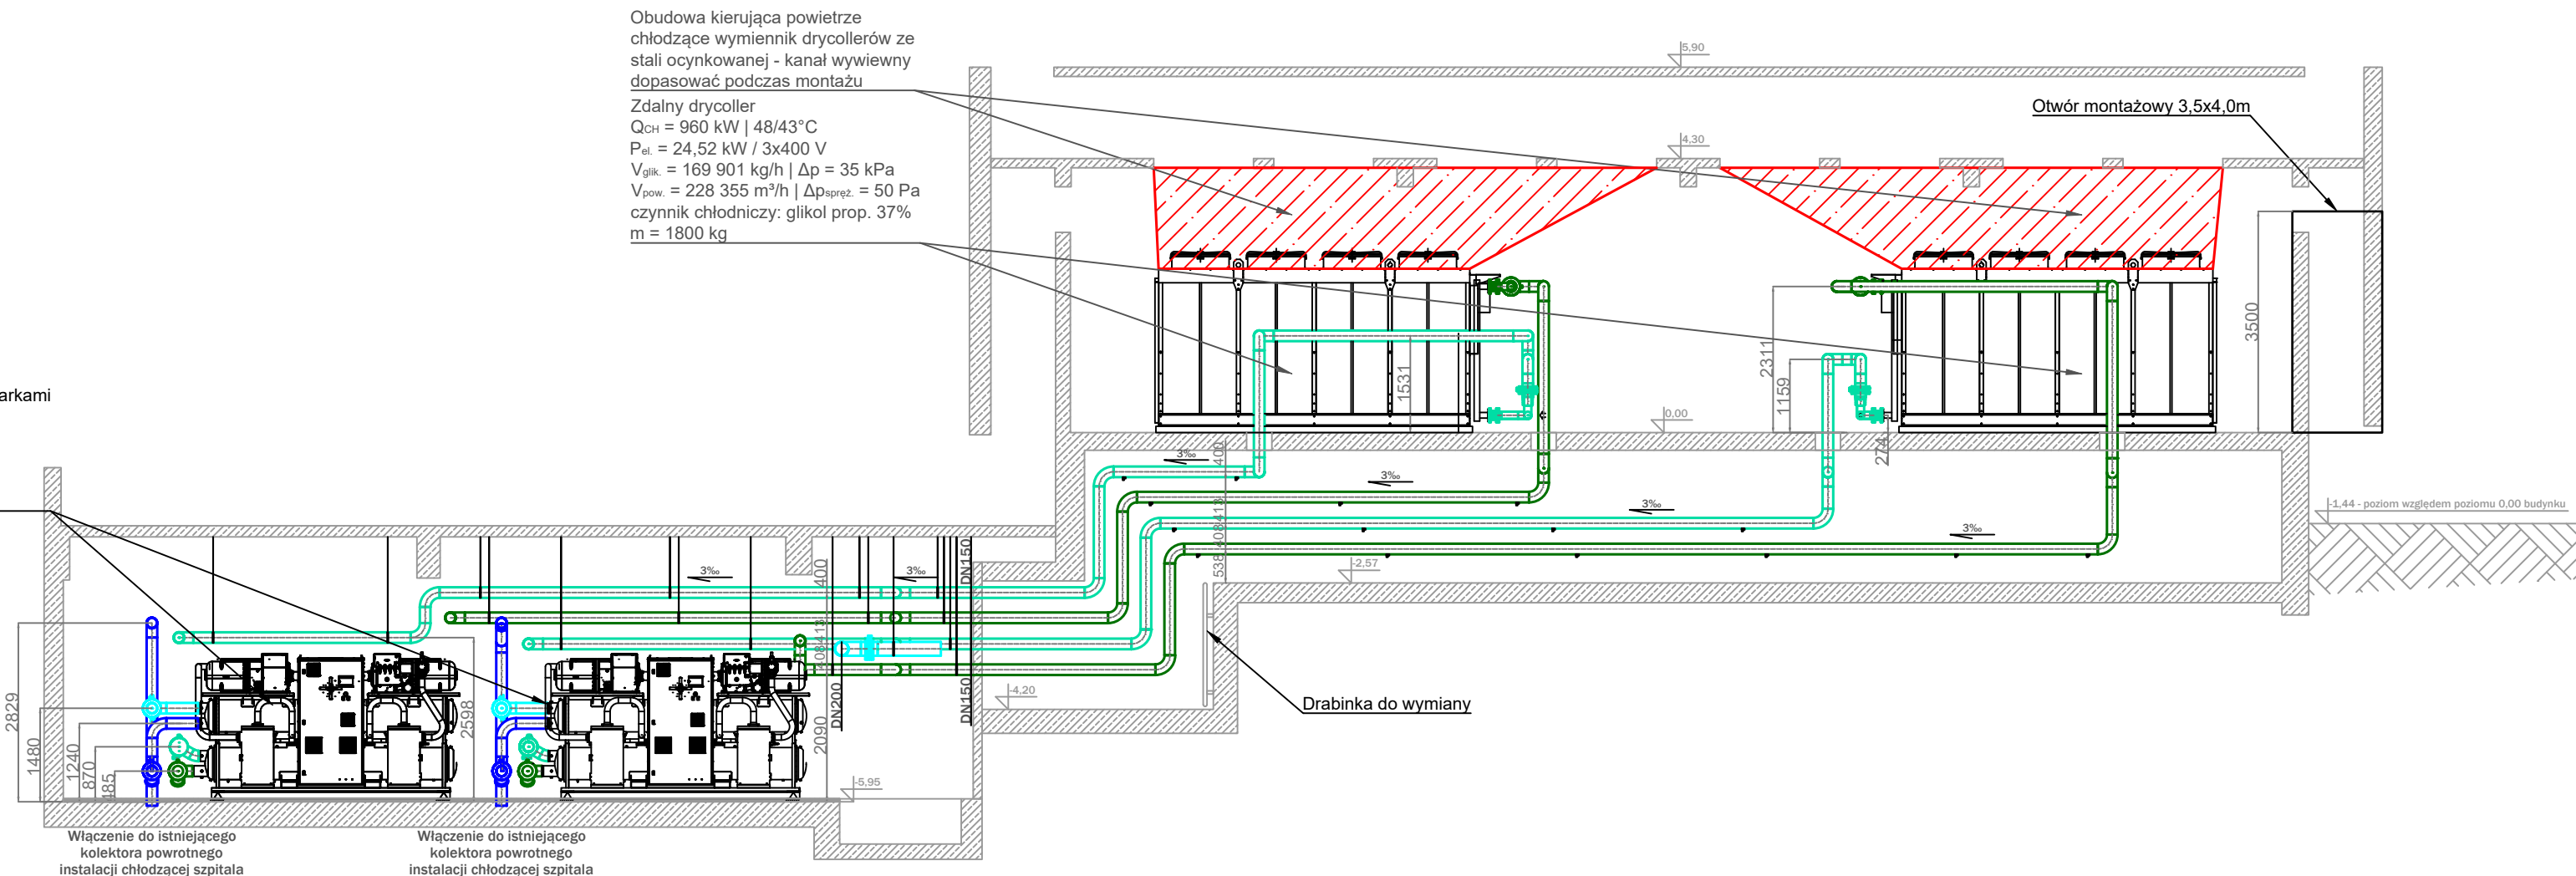 Obudowa kierująca powietrze
chłodzące wymiennik drycollerów ze
stali ocynkowanej - kanał wywiewny
dopasować podczas montażu
Zdalny drycoller
QCH = 960 kW | 48/43°C
Pel. = 24,52 kW / 3x400 V
Vglik. = 169 901 kg/h | Δp = 35 kPa
Vpow. = 228 355 m³/h | Δpspręż. = 50 Pa
czynnik chłodniczy: glikol prop. 37%
m = 1800 kg
5,90
Otwór montażowy 3,5x4,0m
4,30
3500
2311
1159
1531
274
0,00
arkami
400
3‰
3‰
3‰
3‰
413
408
538
-1,44 - poziom względem poziomu 0,00 budynku
-2,57
3‰
3‰
400
DN150
413
408
DN200
DN150
2090
2598
-4,20
Drabinka do wymiany
2829
1480
1240
870
485
-5,95
Włączenie do istniejącego
kolektora powrotnego
instalacji chłodzącej szpitala
Włączenie do istniejącego
kolektora powrotnego
instalacji chłodzącej szpitala